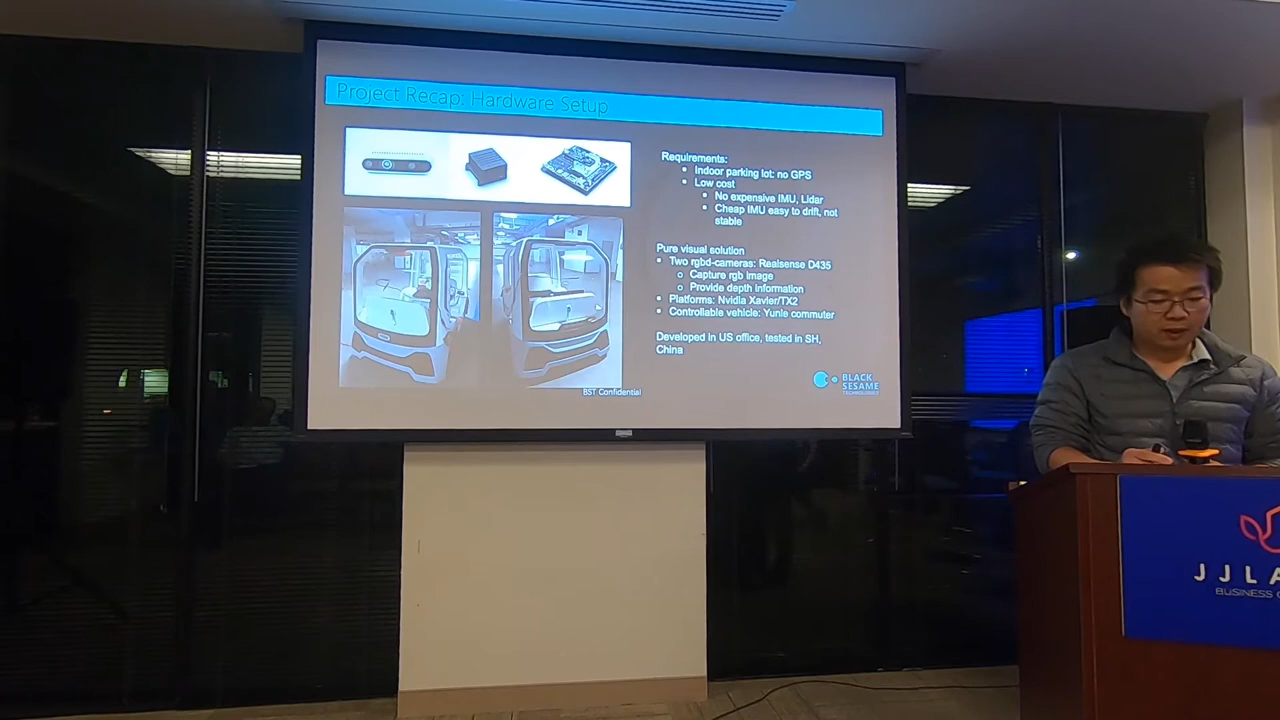 Project Recap: Hardware Setup
Requirements:
Indoor parking lot: no GPS
Low cost
No expensive IMU, Lidar
Cheap IMU easy to drift, not
stable
Pure visual solution
Two rgbd-cameras: Realsense D435
Capture rgb image
Provide depth information
Platforms: Nvidia Xavier/TX2
Controllable vehicle: Yunle commuter
Developed in US office, tested in SH,
China
BLACK
SESAME
TECHNOLOGIES
BST Confidential
JJLA
BUSINESS